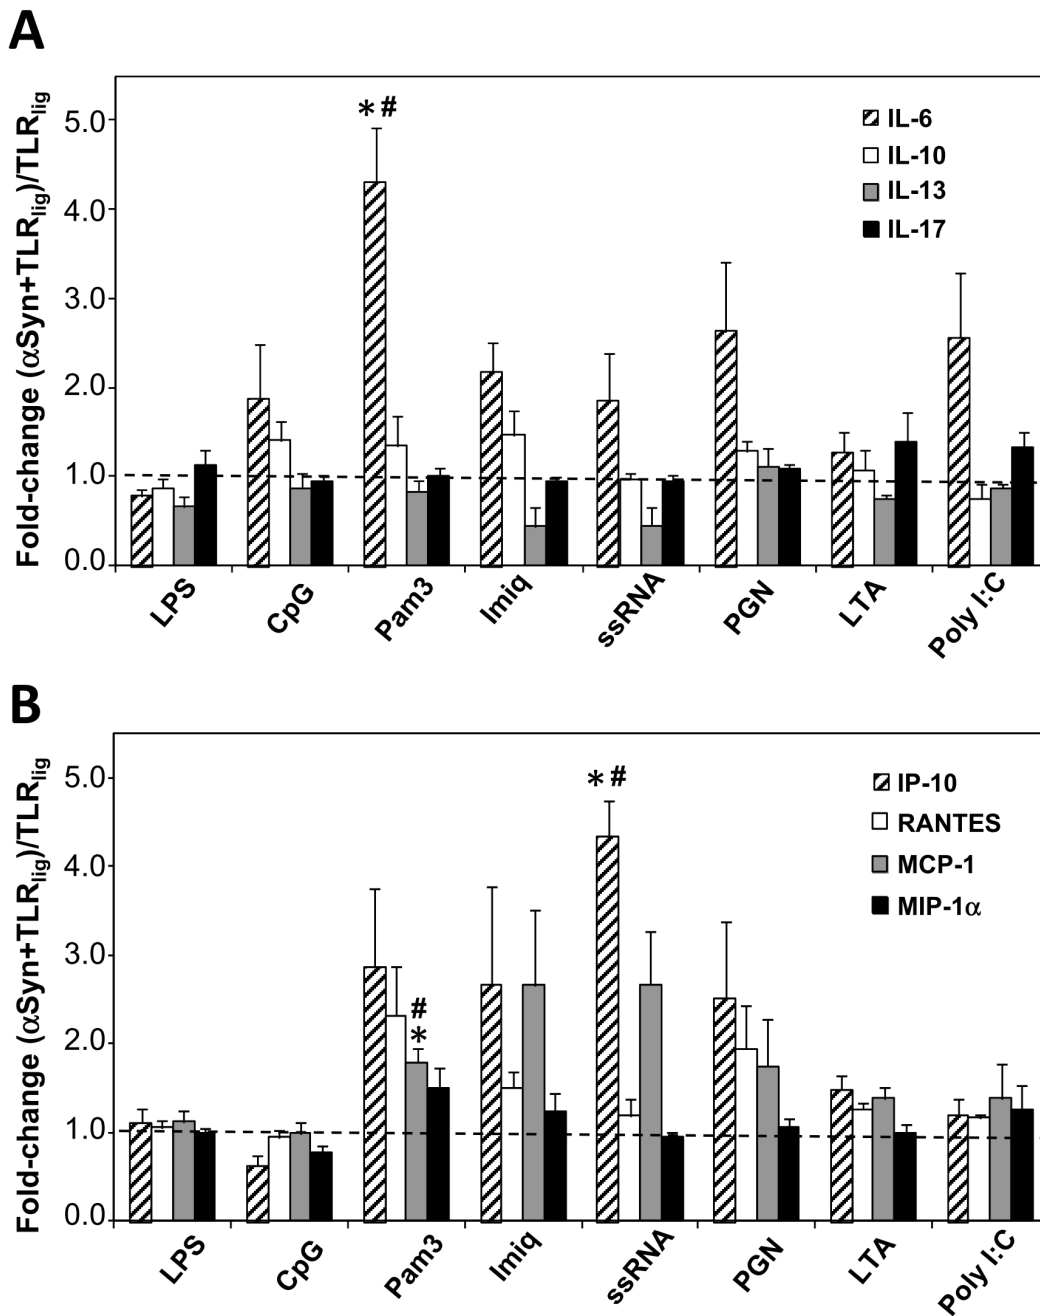 A
Fold-change (αSyn+TLRlig)/TLRlig
5.0
4.0
3.0
2.0
1.0
0.0
*#
IL-6
IL-10
IL-13
IL-17
LPS
CpG
Pam3
Imiq
ssRNA
PGN
LTA
Poly I:C
B
Fold-change (αSyn+TLRlig)/TLRlig
5.0
4.0
3.0
2.0
1.0
0.0
#
*
*#
IP-10
RANTES
MCP-1
MIP-1α
LPS
CpG
Pam3
Imiq
ssRNA
PGN
LTA
Poly I:C